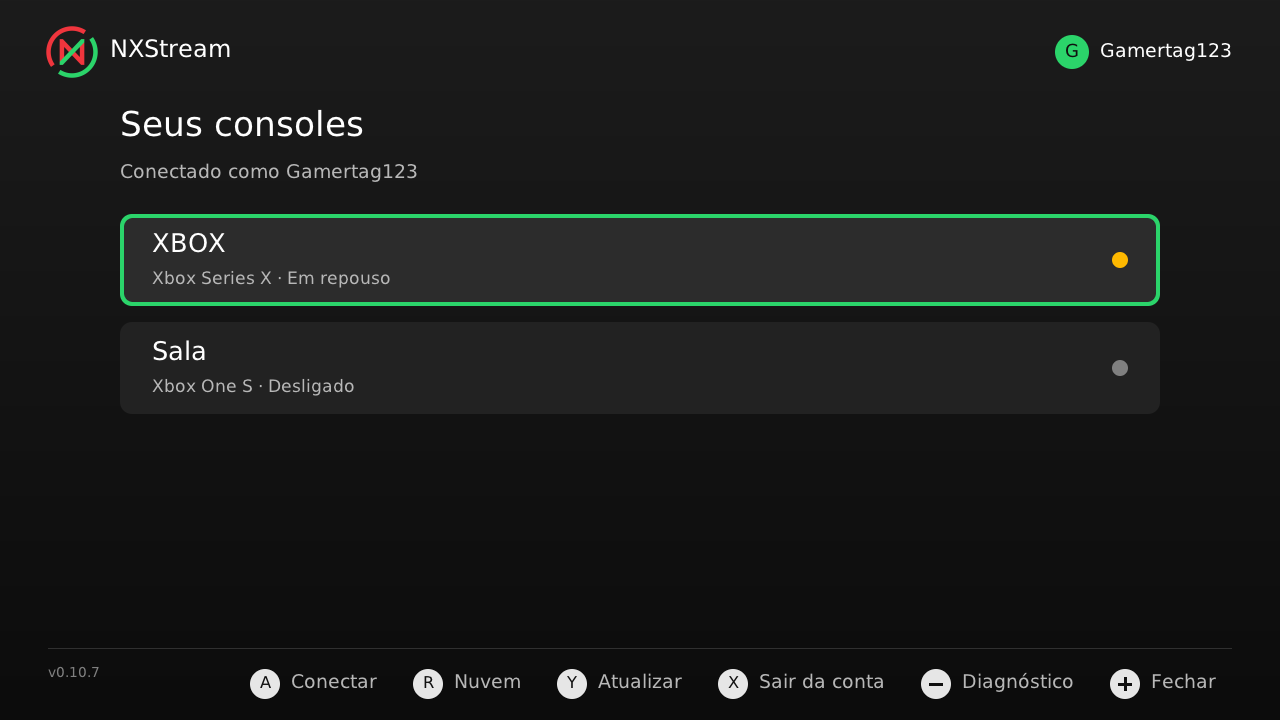 NXStream
G Gamertag123
Seus consoles
Conectado como Gamertag123
XBOX
Xbox Series X · Em repouso
Sala
Xbox One S · Desligado
v0.10.7
A Conectar R Nuvem Y Atualizar X Sair da conta − Diagnóstico + Fechar